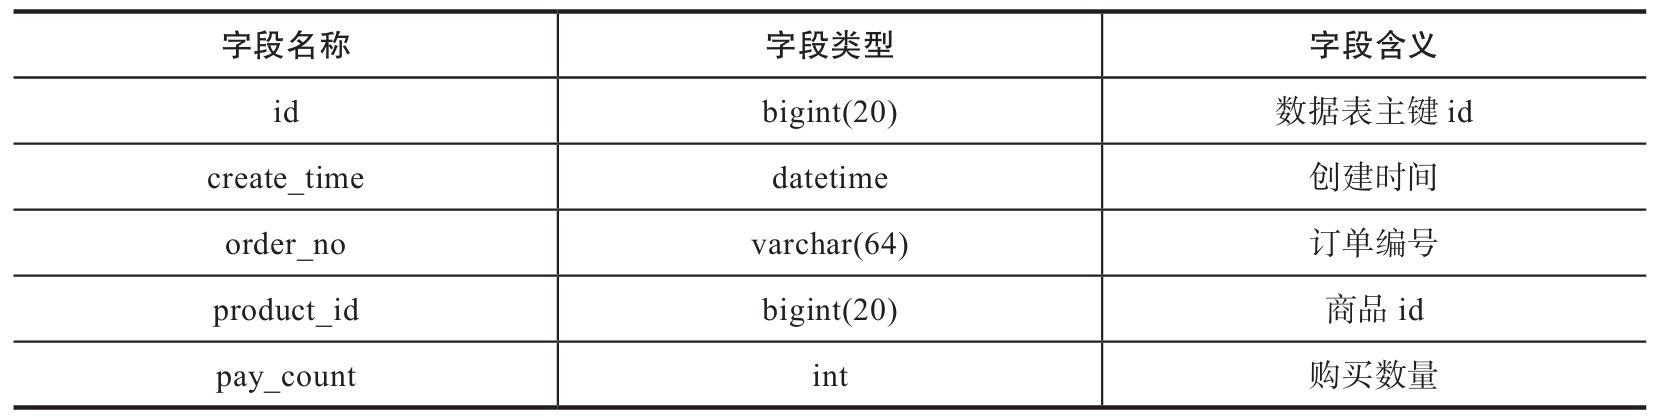 字段名称 字段类型 字段含义
id bigint(20) 数据表主键 id
create_time datetime 创建时间
order_no varchar(64) 订单编号
product_id bigint(20) 商品 id
pay_count int 购买数量